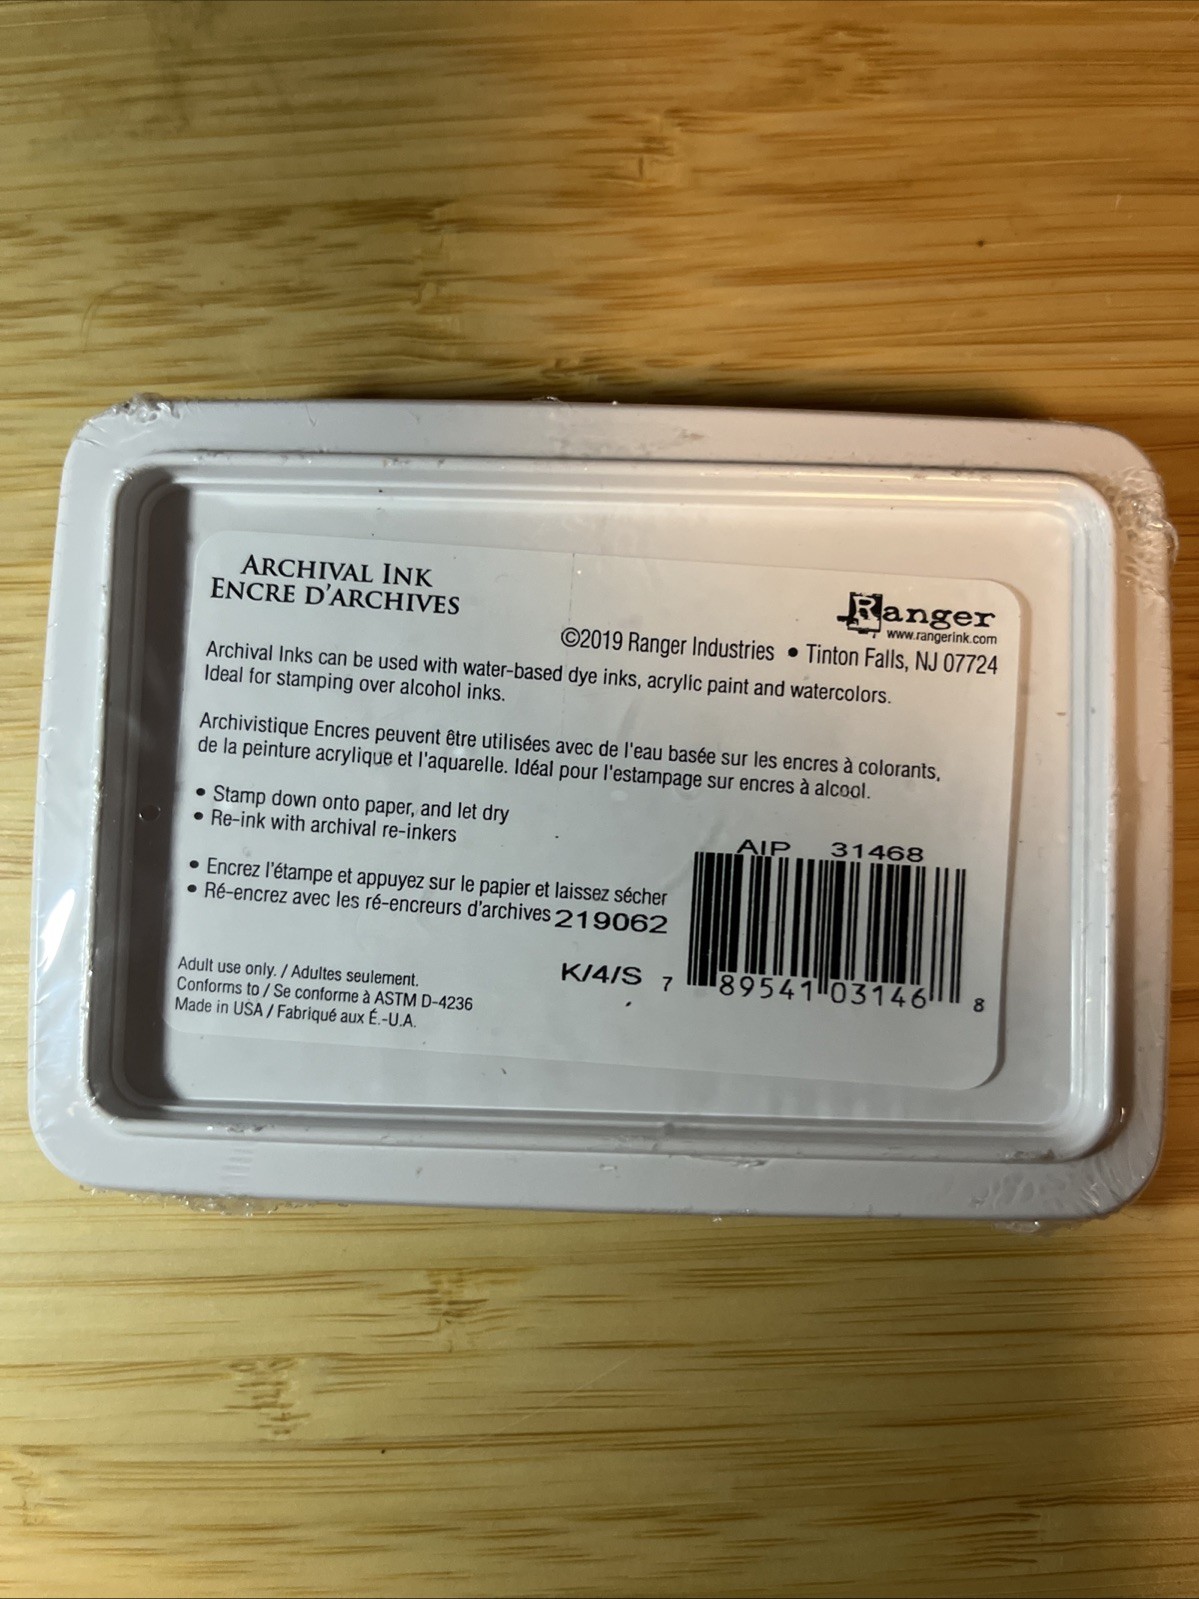 ARCHIVAL INK
ENCRE D'ARCHIVES
Ranger
www.rangerink.com
©2019 Ranger Industries • Tinton Falls, NJ 07724
Archival Inks can be used with water-based dye inks, acrylic paint and watercolors.
Ideal for stamping over alcohol inks.
Archivistique Encres peuvent être utilisées avec de l'eau basée sur les encres à colorants,
de la peinture acrylique et l'aquarelle. Idéal pour l'estampage sur encres à alcool.
• Stamp down onto paper, and let dry
• Re-ink with archival re-inkers
• Encrez l'étampe et appuyez sur le papier et laissez sécher
• Ré-encrez avec les ré-encreurs d'archives 219062
Adult use only. / Adultes seulement.
Conforms to / Se conforme à ASTM D-4236
Made in USA / Fabriqué aux É.-U.A.
K/4/S
AIP 31468
7 89541 03146 8